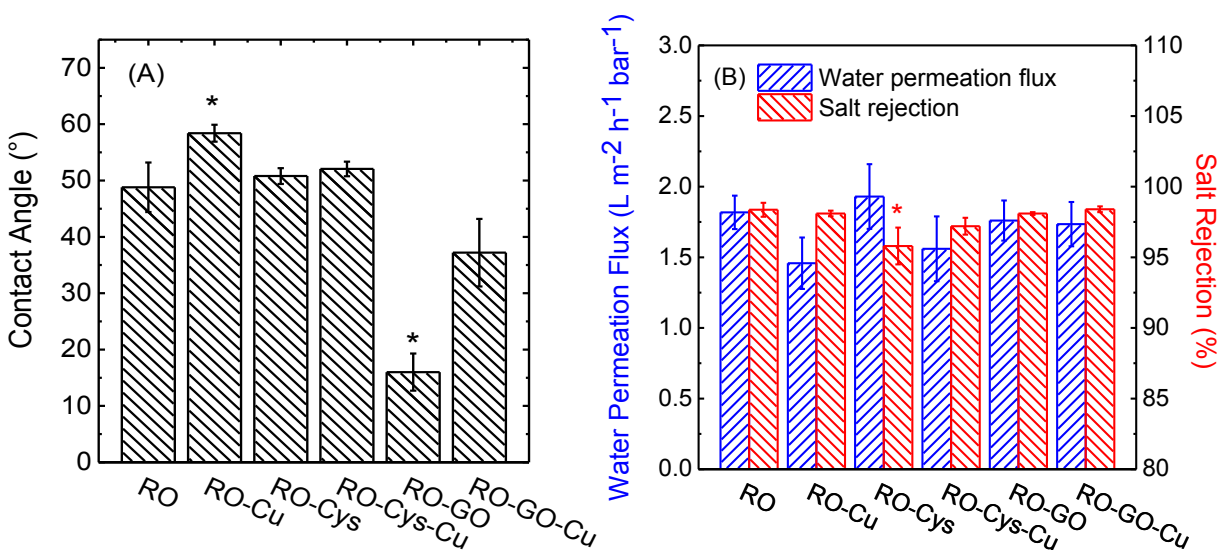 (A)
Contact Angle (°)
70
60
50
40
30
20
10
0
*
*
RO
RO-Cu
RO-Cys
RO-Cys-Cu
RO-GO
RO-GO-Cu
(B)
Water permeation flux
Salt rejection
Water Permeation Flux (L m-2 h-1 bar-1)
3.0
2.5
2.0
1.5
1.0
0.5
0.0
*
Salt Rejection (%)
110
105
100
95
90
85
80
RO
RO-Cu
RO-Cys
RO-Cys-Cu
RO-GO
RO-GO-Cu